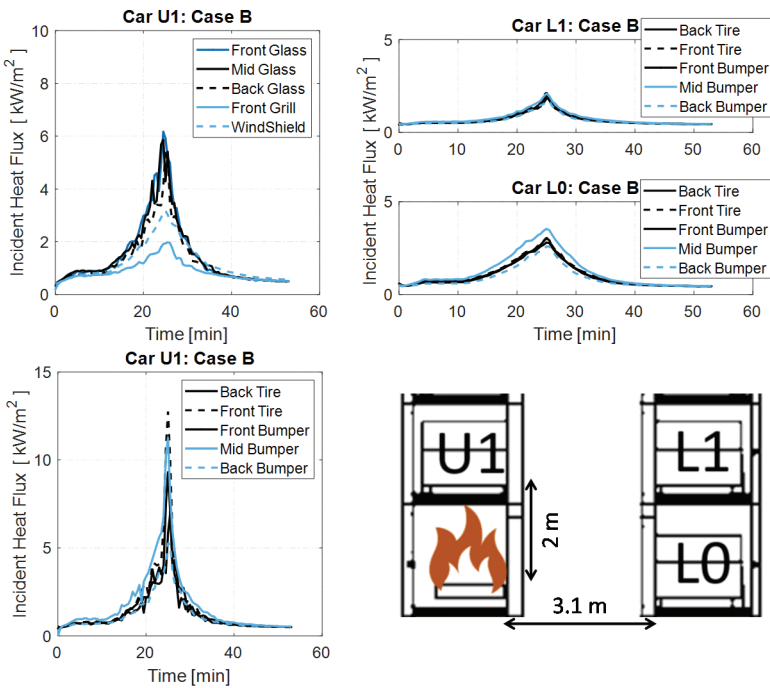 Car U1: Case B
Incident Heat Flux [ kW/m²]
10
8
6
4
2
0
0
20
40
60
Time [min]
Front Glass
Mid Glass
Back Glass
Front Grill
WindShield
Car L1: Case B
Incident Heat Flux [ kW/m²]
5
0
0
10
20
30
40
50
60
Back Tire
Front Tire
Front Bumper
Mid Bumper
Back Bumper
Car L0: Case B
5
0
0
10
20
30
40
50
60
Time [min]
Back Tire
Front Tire
Front Bumper
Mid Bumper
Back Bumper
Car U1: Case B
Incident Heat Flux [ kW/m²]
15
10
5
0
0
20
40
60
Time [min]
Back Tire
Front Tire
Front Bumper
Mid Bumper
Back Bumper
U1
L1
2 m
L0
3.1 m